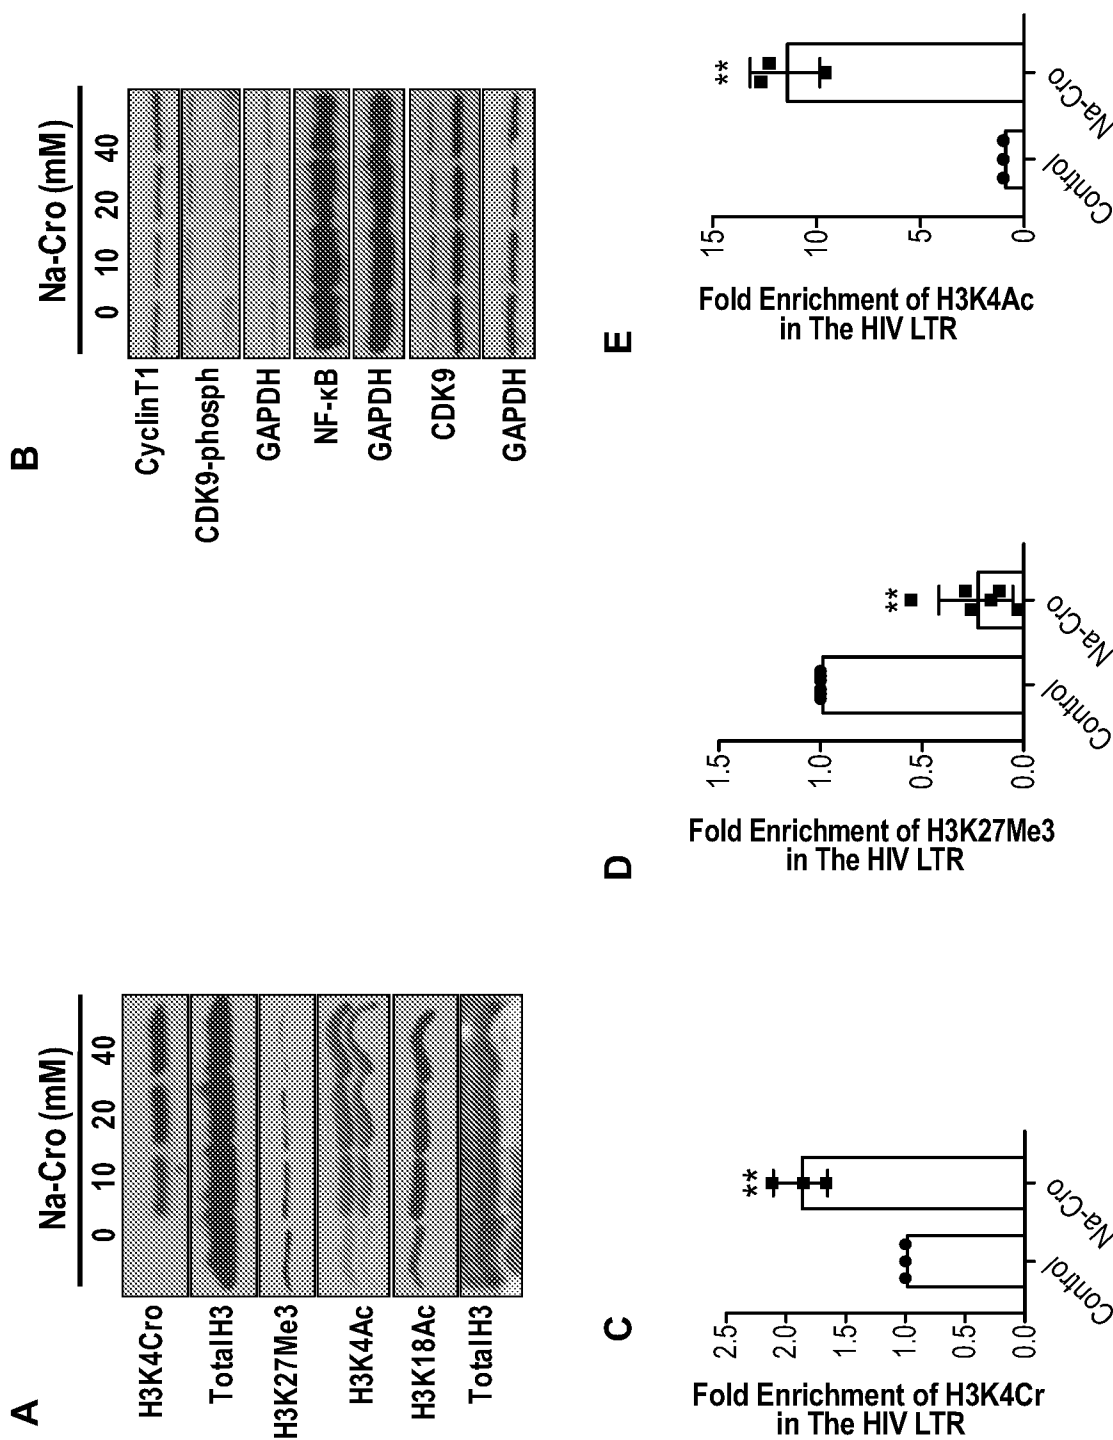 A
Na-Cro (mM)
0 10 20 40
H3K4Cro
Total H3
H3K27Me3
H3K4Ac
H3K18Ac
Total H3
B
Na-Cro (mM)
0 10 20 40
CyclinT1
CDK9-phosph
GAPDH
NF-κB
GAPDH
CDK9
GAPDH
C
Fold Enrichment of H3K4Cr
in The HIV LTR
2.5
2.0
1.5
1.0
0.5
0.0
**
Control
Na-Cro
D
Fold Enrichment of H3K27Me3
in The HIV LTR
1.5
1.0
0.5
0.0
**
Control
Na-Cro
E
Fold Enrichment of H3K4Ac
in The HIV LTR
15
10
5
0
**
Control
Na-Cro